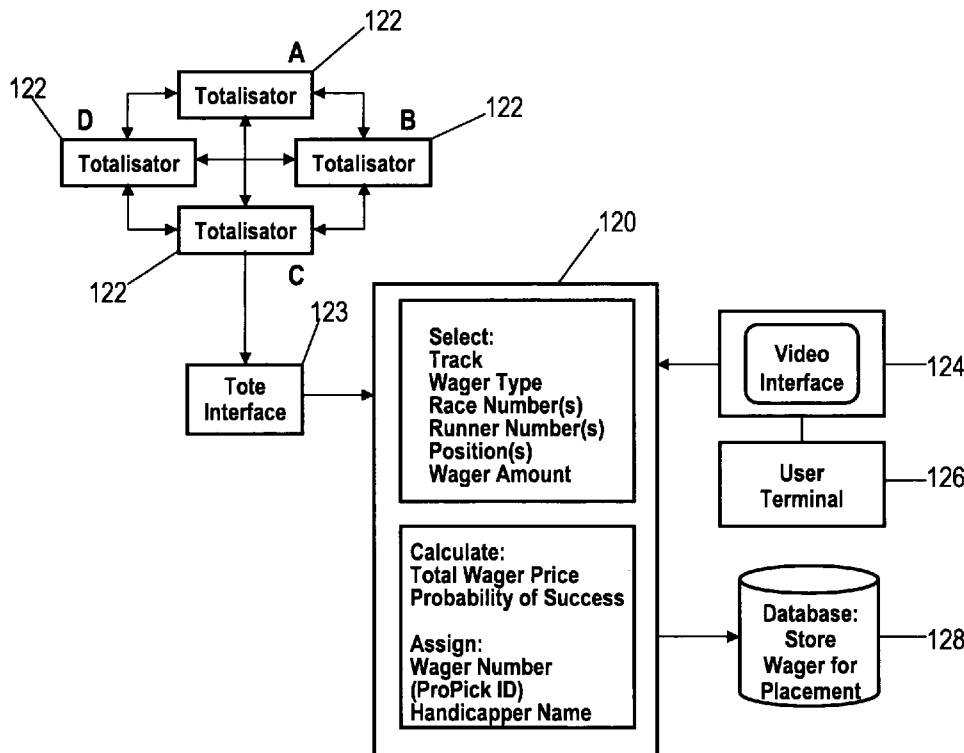 122
A
Totalisator
122
D
Totalisator
122
B
Totalisator
Totalisator
122
C
123
Tote
Interface
120
Select:
Track
Wager Type
Race Number(s)
Runner Number(s)
Position(s)
Wager Amount
Calculate:
Total Wager Price
Probability of Success
Assign:
Wager Number
(ProPick ID)
Handicapper Name
Video
Interface
124
User
Terminal
126
Database:
Store
Wager for
Placement
128